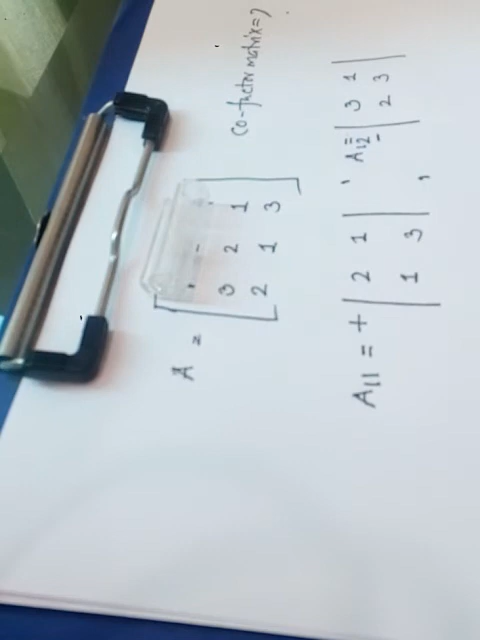 A = [
3 2 1
2 1 3
] co-factor matrix = ?
A11 = + | 2 1 | , A12 = - | 3 1 |
| 1 3 | , | 2 3 |